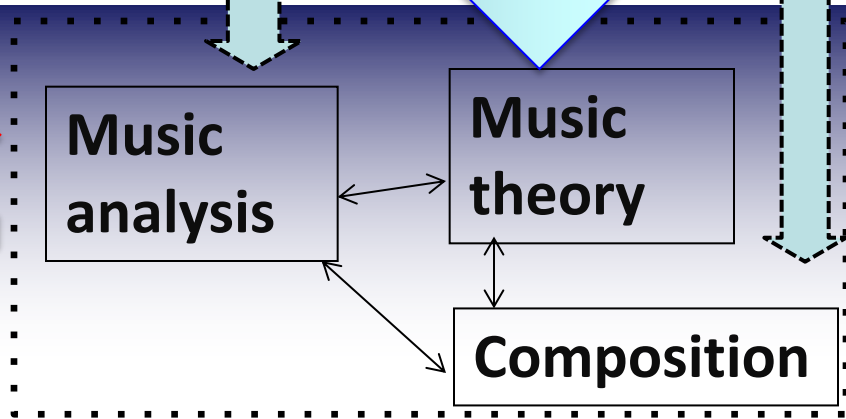 Music
analysis
Music
theory
Composition